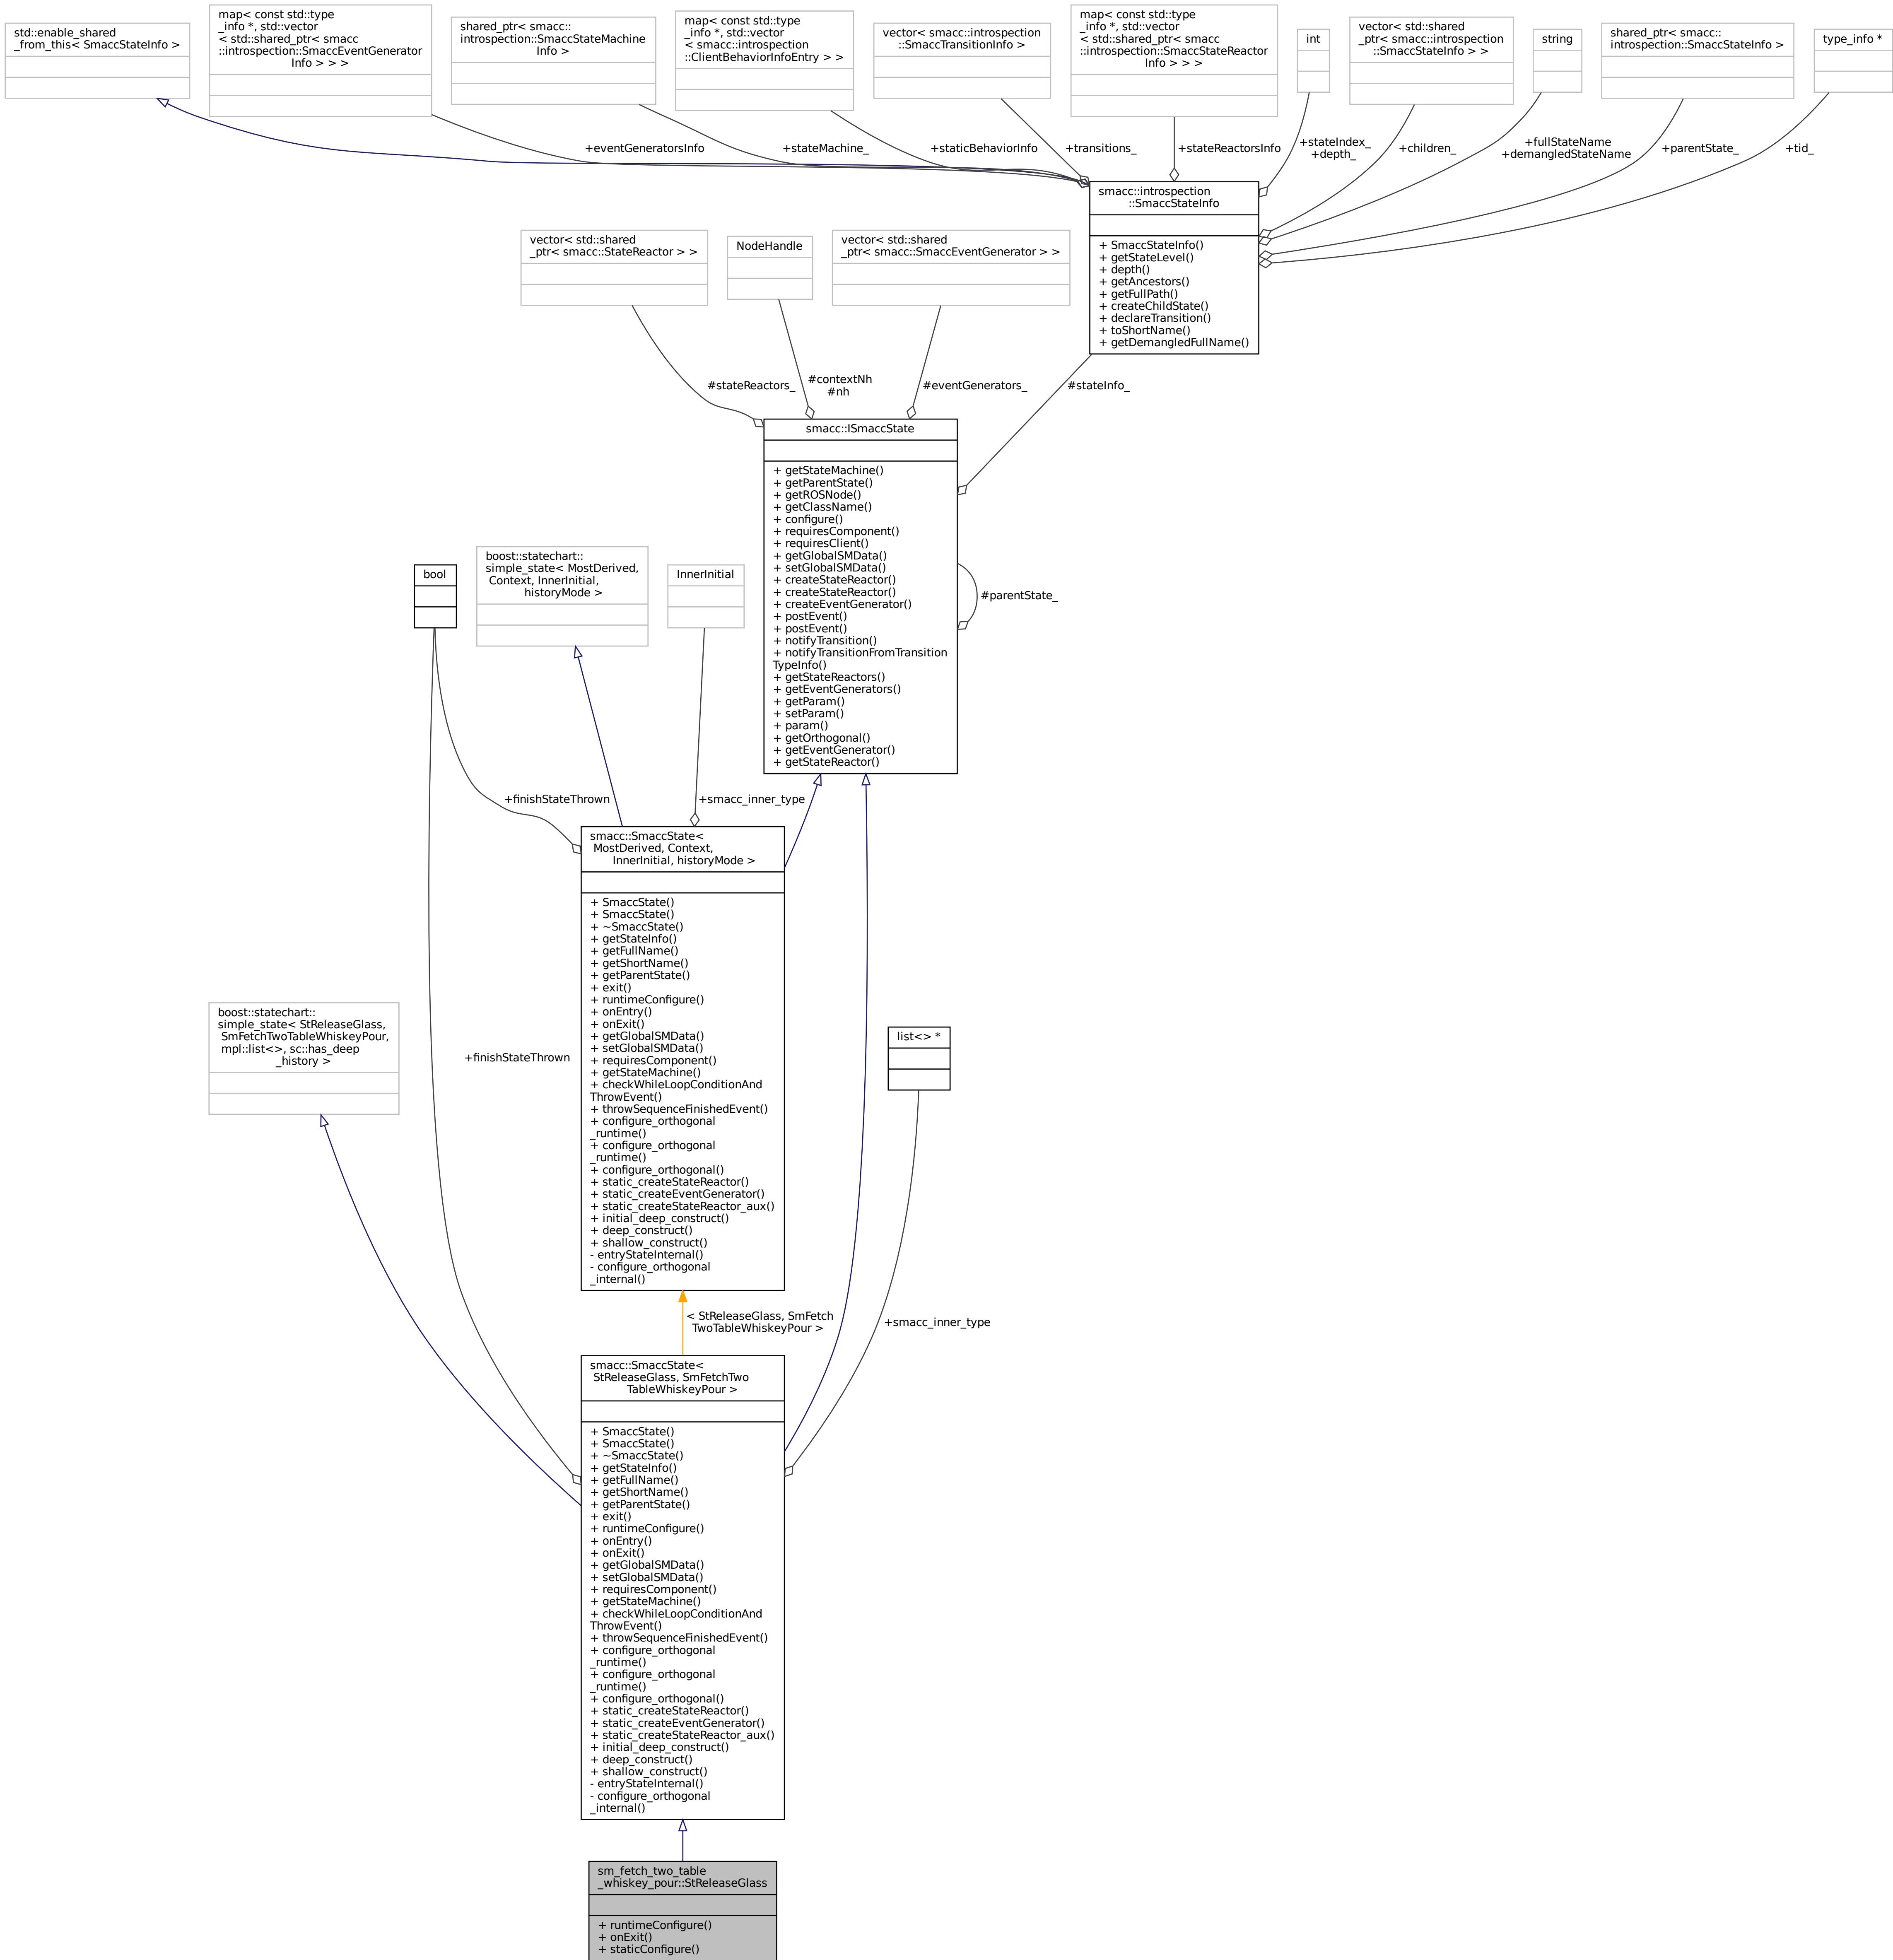 std::enable_shared
_from_this< SmaccStateInfo >
map< const std::type
_info *, std::vector
< std::shared_ptr< smacc
::introspection::SmaccEventGenerator
Info > > >
shared_ptr< smacc::
introspection::SmaccStateMachine
Info >
map< const std::type
_info *, std::vector
< smacc::introspection
::ClientBehaviorInfoEntry > >
vector< smacc::introspection
::SmaccTransitionInfo >
map< const std::type
_info *, std::vector
< std::shared_ptr< smacc
::introspection::SmaccStateReactor
Info > > >
int
vector< std::shared
_ptr< smacc::introspection
::SmaccStateInfo > >
string
shared_ptr< smacc::
introspection::SmaccStateInfo >
type_info *
+eventGeneratorsInfo
+stateMachine_
+staticBehaviorInfo
+transitions_
+stateReactorsInfo
+stateIndex_
+depth_
+children_
+fullStateName
+demangledStateName
+parentState_
+tid_
smacc::introspection
::SmaccStateInfo
+ SmaccStateInfo()
+ getStateLevel()
+ depth()
+ getAncestors()
+ getFullPath()
+ createChildState()
+ declareTransition()
+ toShortName()
+ getDemangledFullName()
vector< std::shared
_ptr< smacc::StateReactor > >
NodeHandle
vector< std::shared
_ptr< smacc::SmaccEventGenerator > >
#stateReactors_
#contextNh
#nh
#eventGenerators_
#stateInfo_
smacc::ISmaccState
+ getStateMachine()
+ getParentState()
+ getROSNode()
+ getClassName()
+ configure()
+ requiresComponent()
+ requiresClient()
+ getGlobalSMData()
+ setGlobalSMData()
+ createStateReactor()
+ createStateReactor()
+ createEventGenerator()
+ postEvent()
+ postEvent()
+ notifyTransition()
+ notifyTransitionFromTransition
TypeInfo()
+ getStateReactors()
+ getEventGenerators()
+ getParam()
+ setParam()
+ param()
+ getOrthogonal()
+ getEventGenerator()
+ getStateReactor()
#parentState_
bool
boost::statechart::
simple_state< MostDerived,
Context, InnerInitial,
historyMode >
InnerInitial
+finishStateThrown
+smacc_inner_type
smacc::SmaccState<
MostDerived, Context,
InnerInitial, historyMode >
+ SmaccState()
+ SmaccState()
+ ~SmaccState()
+ getStateInfo()
+ getFullName()
+ getShortName()
+ getParentState()
+ exit()
+ runtimeConfigure()
+ onEntry()
+ onExit()
+ getGlobalSMData()
+ setGlobalSMData()
+ requiresComponent()
+ getStateMachine()
+ checkWhileLoopConditionAnd
ThrowEvent()
+ throwSequenceFinishedEvent()
+ configure_orthogonal
_runtime()
+ configure_orthogonal
_runtime()
+ configure_orthogonal()
+ static_createStateReactor()
+ static_createEventGenerator()
+ static_createStateReactor_aux()
+ initial_deep_construct()
+ deep_construct()
+ shallow_construct()
- entryStateInternal()
- configure_orthogonal
_internal()
boost::statechart::
simple_state< StReleaseGlass,
SmFetchTwoTableWhiskeyPour,
mpl::list<>, sc::has_deep
_history >
+finishStateThrown
list<> *
< StReleaseGlass, SmFetch
TwoTableWhiskeyPour >
+smacc_inner_type
smacc::SmaccState<
StReleaseGlass, SmFetchTwo
TableWhiskeyPour >
+ SmaccState()
+ SmaccState()
+ ~SmaccState()
+ getStateInfo()
+ getFullName()
+ getShortName()
+ getParentState()
+ exit()
+ runtimeConfigure()
+ onEntry()
+ onExit()
+ getGlobalSMData()
+ setGlobalSMData()
+ requiresComponent()
+ getStateMachine()
+ checkWhileLoopConditionAnd
ThrowEvent()
+ throwSequenceFinishedEvent()
+ configure_orthogonal
_runtime()
+ configure_orthogonal
_runtime()
+ configure_orthogonal()
+ static_createStateReactor()
+ static_createEventGenerator()
+ static_createStateReactor_aux()
+ initial_deep_construct()
+ deep_construct()
+ shallow_construct()
- entryStateInternal()
- configure_orthogonal
_internal()
sm_fetch_two_table
_whiskey_pour::StReleaseGlass
+ runtimeConfigure()
+ onExit()
+ staticConfigure()